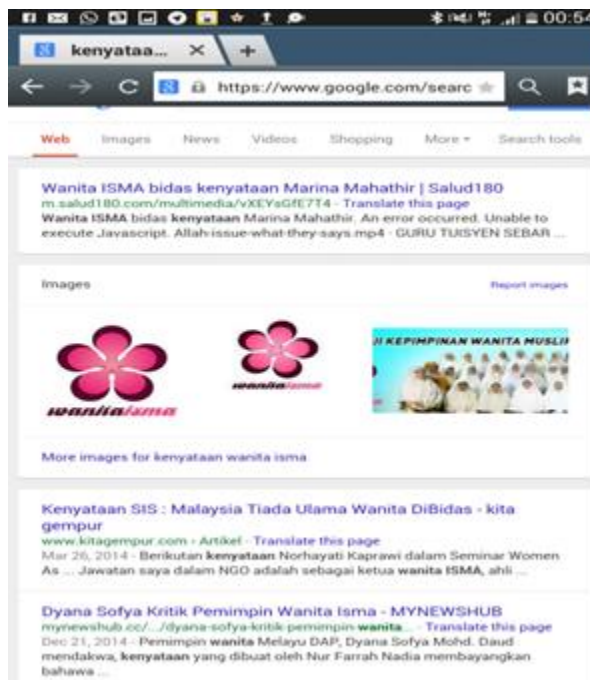 00:54
kenyataa...
https://www.google.com/searc
Web Images News Videos Shopping More Search tools
Wanita ISMA bidas kenyataan Marina Mahathir | Salud180
m.salud180.com/multimedia/vXEYsGfE7T4 - Translate this page
Wanita ISMA bidas kenyataan Marina Mahathir. An error occurred. Unable to
execute Javascript. Allah-issue-what-they-says.mp4 · GURU TUISYEN SEBAR ...
Images Report images
wanitaisma
wanitaisma
JI KEPIMPINAN WANITA MUSLI
More images for kenyataan wanita isma
Kenyataan SIS : Malaysia Tiada Ulama Wanita DiBidas - kita
gempur
www.kitagempur.com › Artikel - Translate this page
Mar 26, 2014 - Berikutan kenyataan Norhayati Kaprawi dalam Seminar Women
As ... Jawatan saya dalam NGO adalah sebagai ketua wanita ISMA, ahli ...
Dyana Sofya Kritik Pemimpin Wanita Isma - MYNEWSHUB
mynewshub.cc/.../dyana-sofya-kritik-pemimpin-wanita... - Translate this page
Dec 21, 2014 - Pemimpin wanita Melayu DAP, Dyana Sofya Mohd. Daud
mendakwa, kenyataan yang dibuat oleh Nur Farrah Nadia membayangkan
bahawa ...